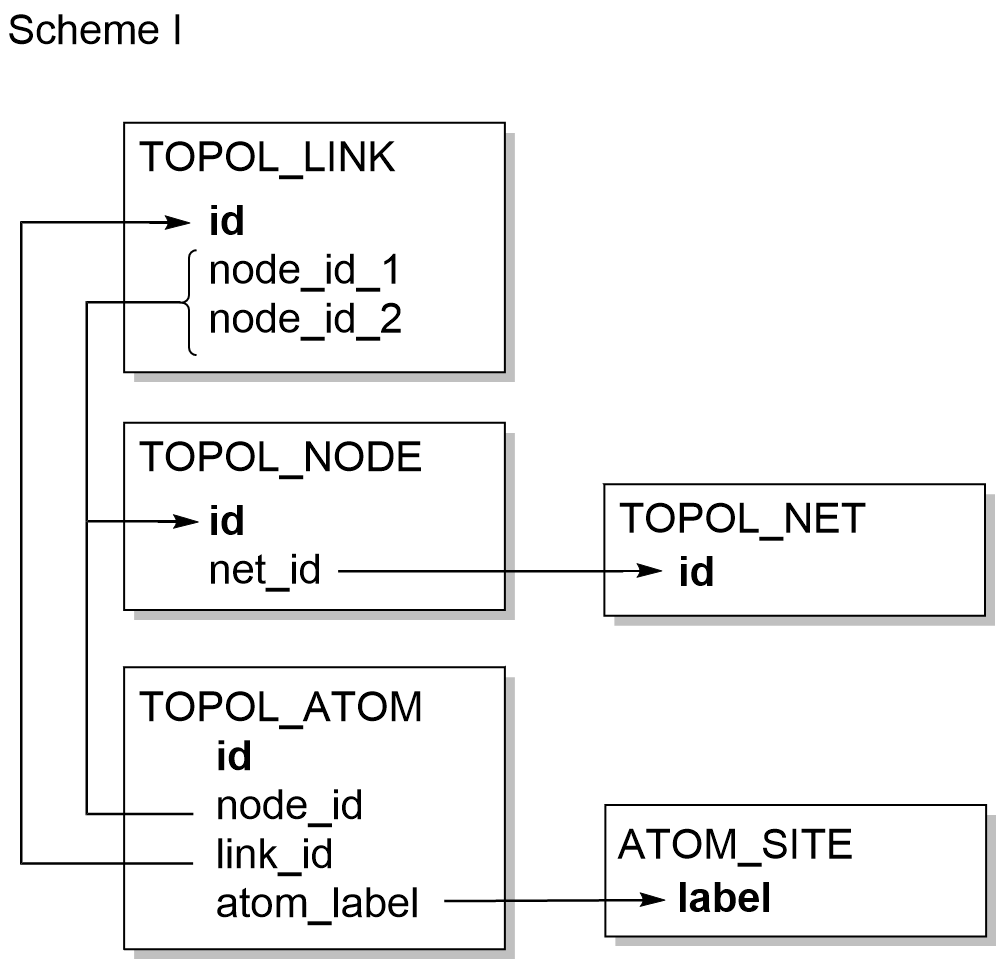 Scheme I
TOPOL_LINK
id
node_id_1
node_id_2
TOPOL_NODE
id
net_id
TOPOL_NET
id
TOPOL_ATOM
id
node_id
link_id
atom_label
ATOM_SITE
label